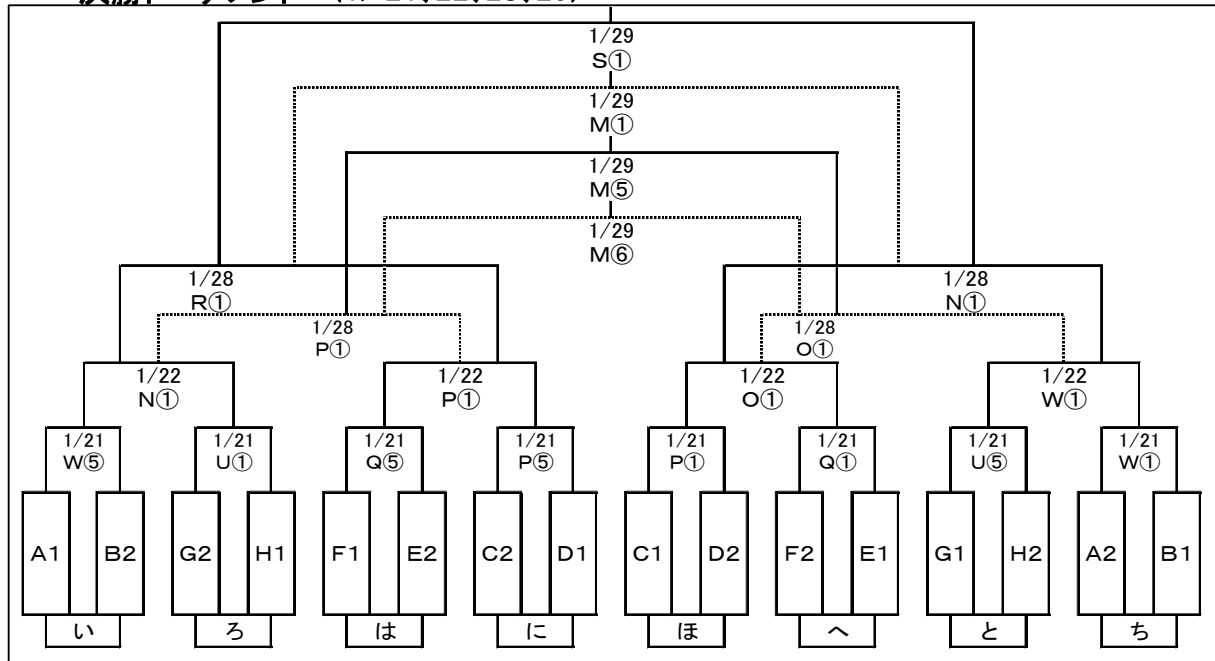 1/29
S①
1/29
M①
1/29
M⑤
1/29
M⑥
1/28 1/28
R① N①
1/28 1/28
P① O①
1/22 1/22 1/22 1/22
N① P① O① W①
1/21 1/21 1/21 1/21 1/21 1/21 1/21 1/21
W⑤ U① Q⑤ P⑤ P① Q① U⑤ W①
A1 B2 G2 H1 F1 E2 C2 D1 C1 D2 F2 E1 G1 H2 A2 B1
い ろ は に ほ へ と ち